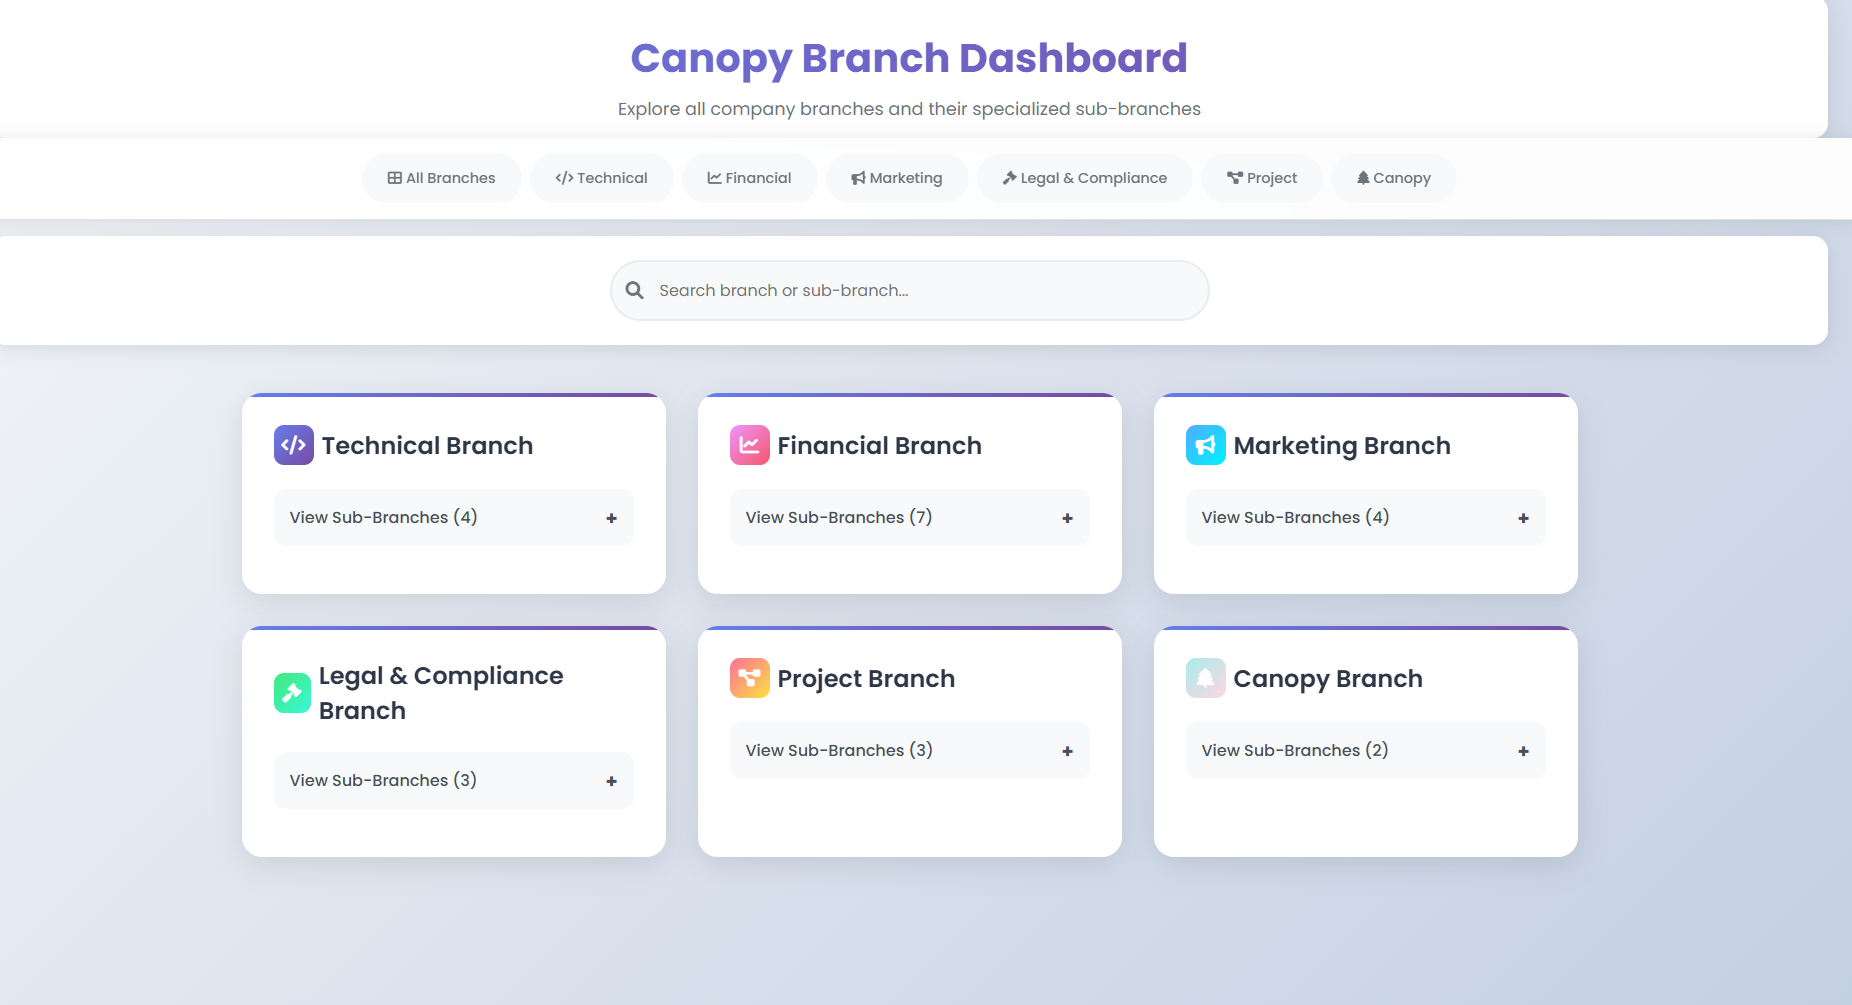 Canopy Branch Dashboard
Explore all company branches and their specialized sub-branches
All Branches
Technical
Financial
Marketing
Legal & Compliance
Project
Canopy
Search branch or sub-branch...
Technical Branch
View Sub-Branches (4)
+
Financial Branch
View Sub-Branches (7)
+
Marketing Branch
View Sub-Branches (4)
+
Legal & Compliance
Branch
View Sub-Branches (3)
+
Project Branch
View Sub-Branches (3)
+
Canopy Branch
View Sub-Branches (2)
+